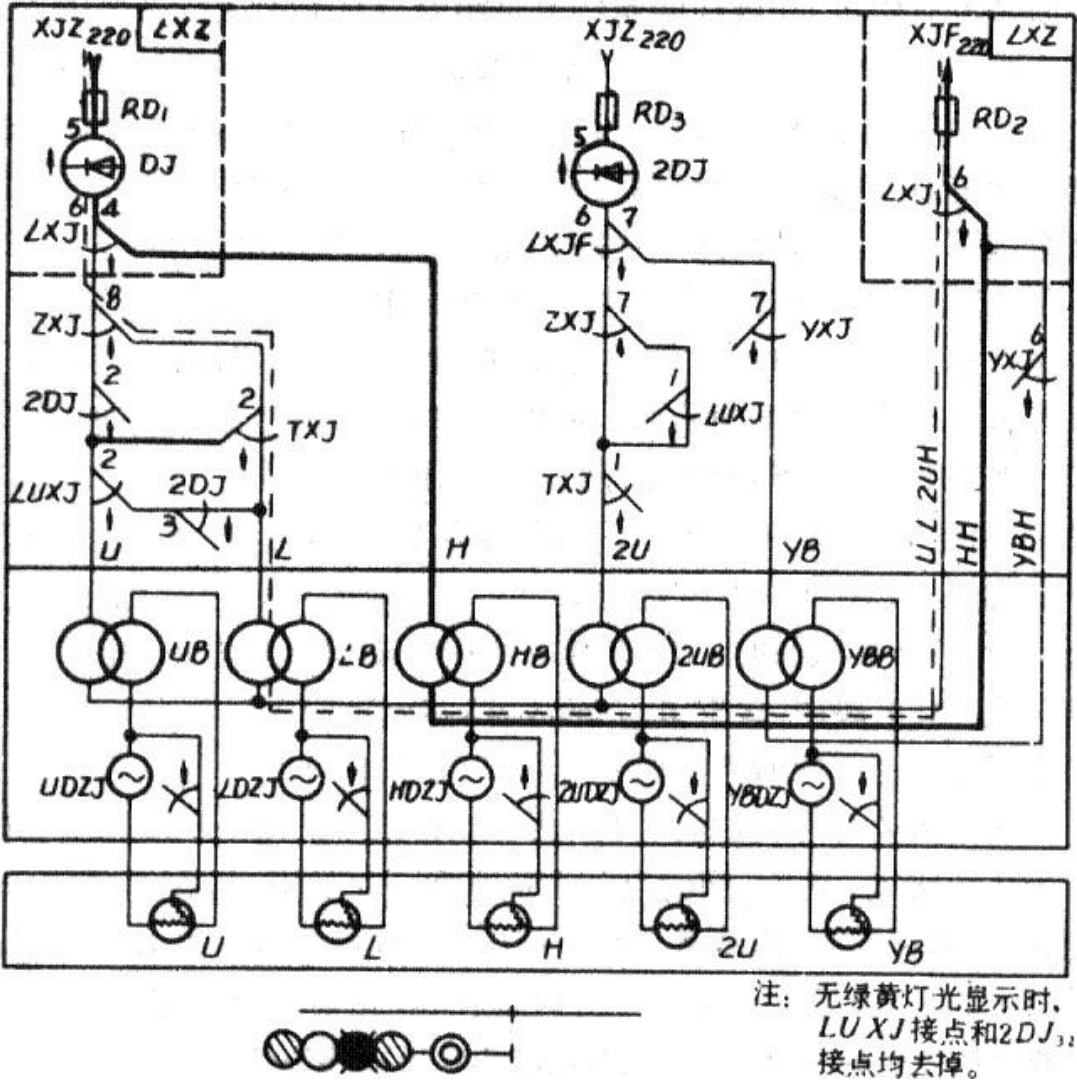 XJZ220 LXZ XJZ220 XJF220 LXZ
RD1 RD3 RD2
5 5
DJ 2DJ
6 4 6 7 LXJ 6
LXJ LXJF
8 7 7
ZXJ ZXJ YXJ 6
YXJ
2 2 1
2DJ TXJ LUXJ
2 2DJ 1
LUXJ TXJ
3
U L H 2U YB U L 2UH HH YBH
UB LB HB 2UB YBB
UDZJ LDZJ HDZJ 2UDZJ YBDZJ
U L H 2U YB
注：无绿黄灯光显示时，
LUXJ接点和2DJ32
接点均去掉。